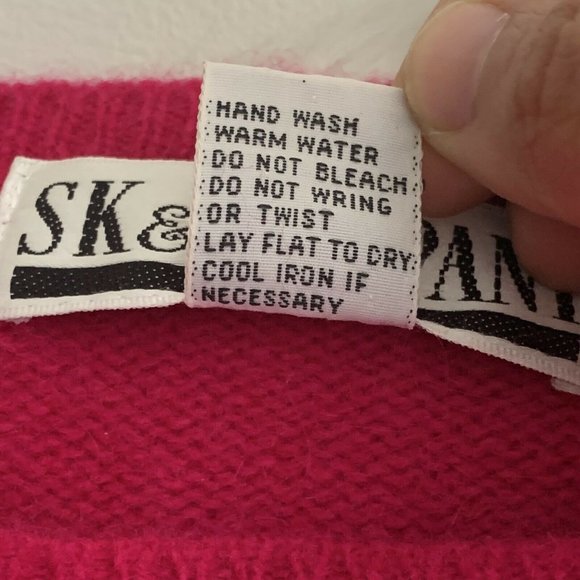 HAND WASH
WARM WATER
DO NOT BLEACH
DO NOT WRING
OR TWIST
LAY FLAT TO DRY
COOL IRON IF
NECESSARY
SK&